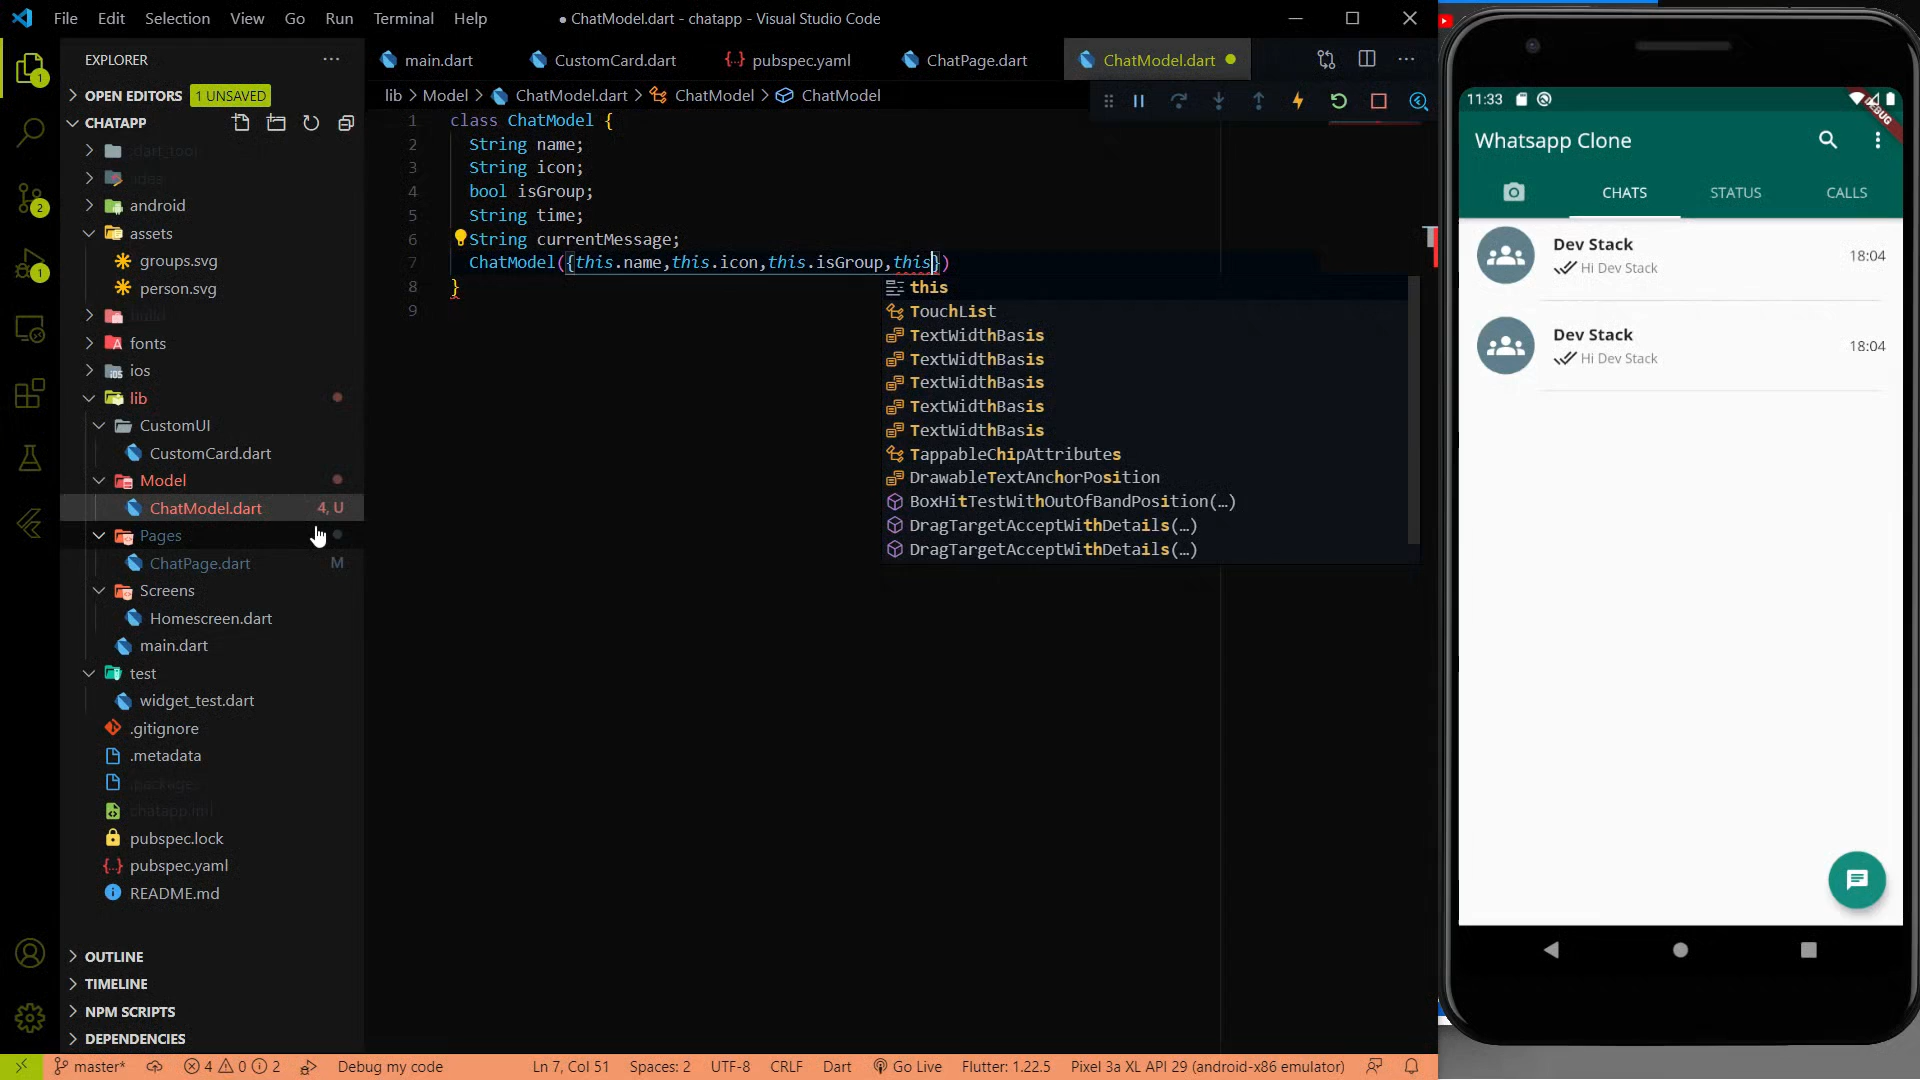 File Edit Selection View Go Run Terminal Help
● ChatModel.dart - chatapp - Visual Studio Code
EXPLORER
OPEN EDITORS 1 UNSAVED
CHATAPP
.dart_tool
.idea
android
assets
groups.svg
person.svg
build
fonts
ios
lib
CustomUI
CustomCard.dart
Model
ChatModel.dart 4, U
Pages
ChatPage.dart M
Screens
Homescreen.dart
main.dart
test
widget_test.dart
.gitignore
.metadata
.packages
chatapp.iml
pubspec.lock
pubspec.yaml
README.md
OUTLINE
TIMELINE
NPM SCRIPTS
DEPENDENCIES
main.dart CustomCard.dart pubspec.yaml ChatPage.dart ChatModel.dart
lib > Model > ChatModel.dart > ChatModel > ChatModel
1 class ChatModel {
2 String name;
3 String icon;
4 bool isGroup;
5 String time;
6 String currentMessage;
7 ChatModel({this.name,this.icon,this.isGroup,this})
8 }
9
this
TouchList
TextWidthBasis
TextWidthBasis
TextWidthBasis
TextWidthBasis
TextWidthBasis
TappableChipAttributes
DrawableTextAnchorPosition
BoxHitTestWithOutOfBandPosition(…)
DragTargetAcceptWithDetails(…)
DragTargetAcceptWithDetails(…)
master* 4 0 2 Debug my code Ln 7, Col 51 Spaces: 2 UTF-8 CRLF Dart Go Live Flutter: 1.22.5 Pixel 3a XL API 29 (android-x86 emulator)
11:33
DEBUG
Whatsapp Clone
CHATS STATUS CALLS
Dev Stack
Hi Dev Stack
18:04
Dev Stack
Hi Dev Stack
18:04